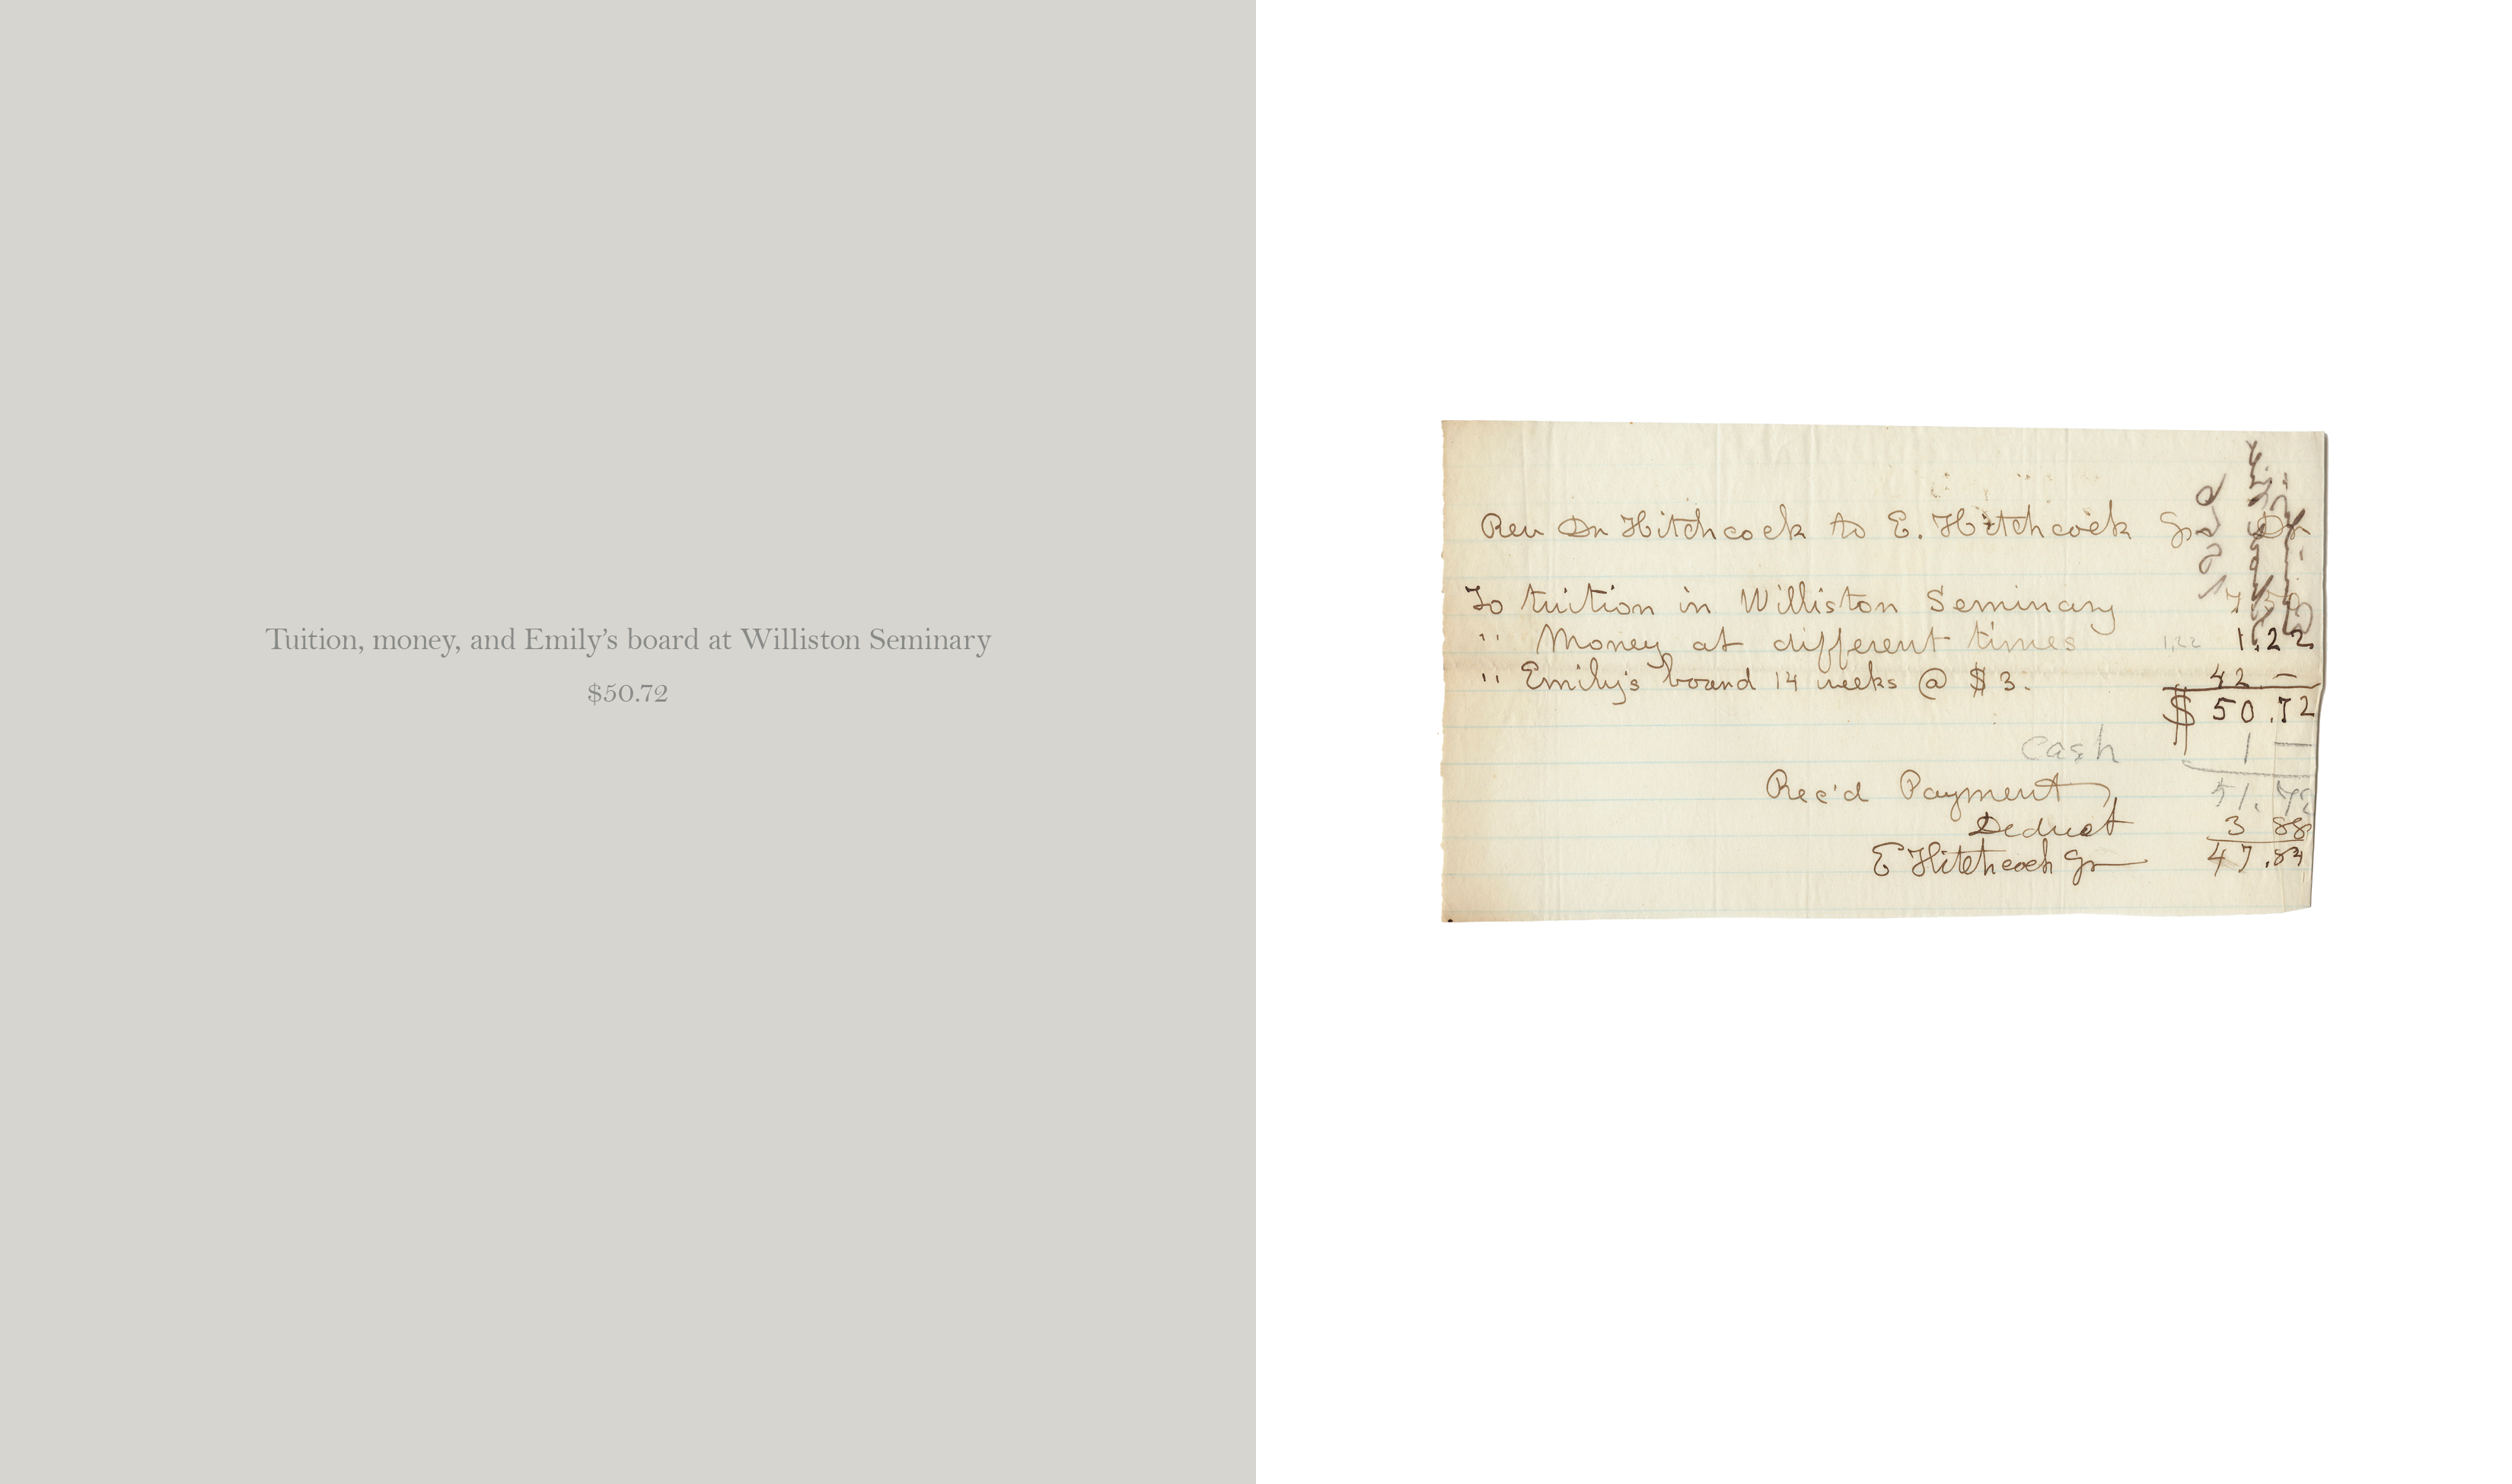 Tuition, money, and Emily’s board at Williston Seminary
$50.72
Rev Dr Hitchcock to E. Hitchcock Jr Dr
To tuition in Williston Seminary 7.50
" Money at different times 1,22 1.22
" Emily's board 14 weeks @ $3. 42.—
$ 50.72
Cash 1 —
Rec'd Payment 51.72
Deduct 3 88
E Hitchcock Jr 47.84